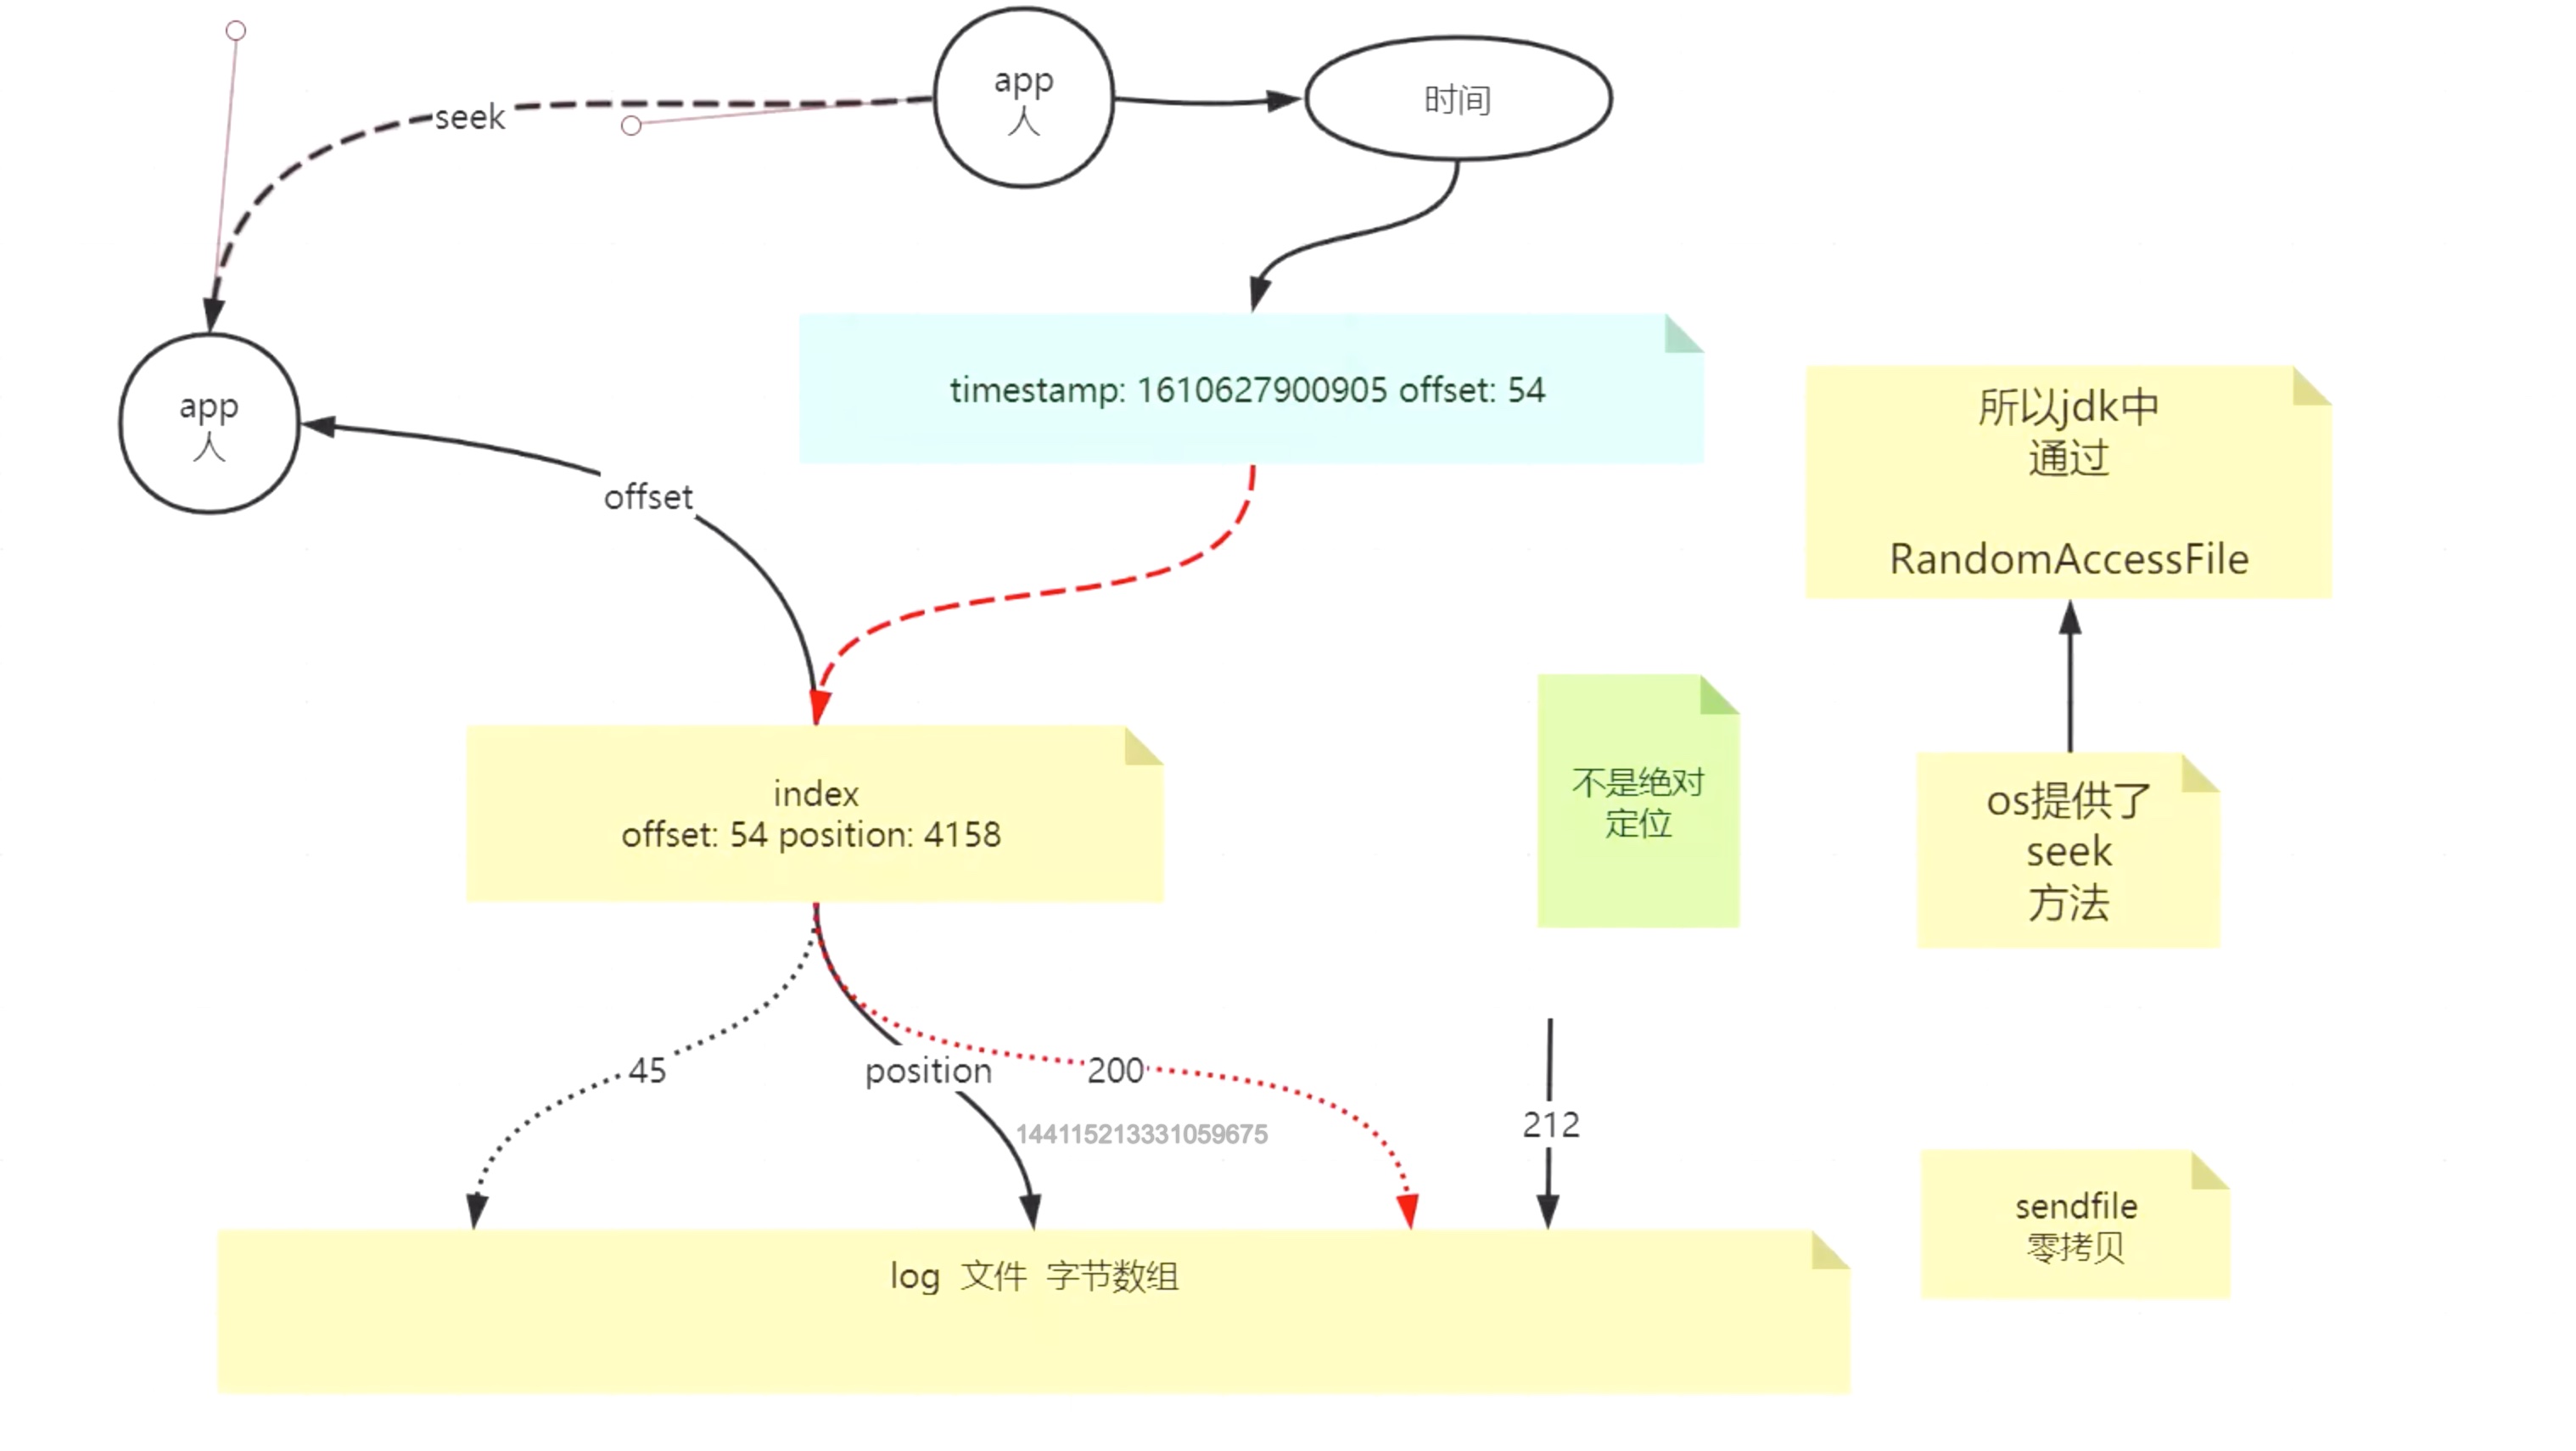 app
人
时间
seek
timestamp: 1610627900905 offset: 54
app
人
offset
所以jdk中
通过
RandomAccessFile
index
offset: 54 position: 4158
不是绝对
定位
os提供了
seek
方法
45
position
200
212
144115213331059675
log 文件 字节数组
sendfile
零拷贝